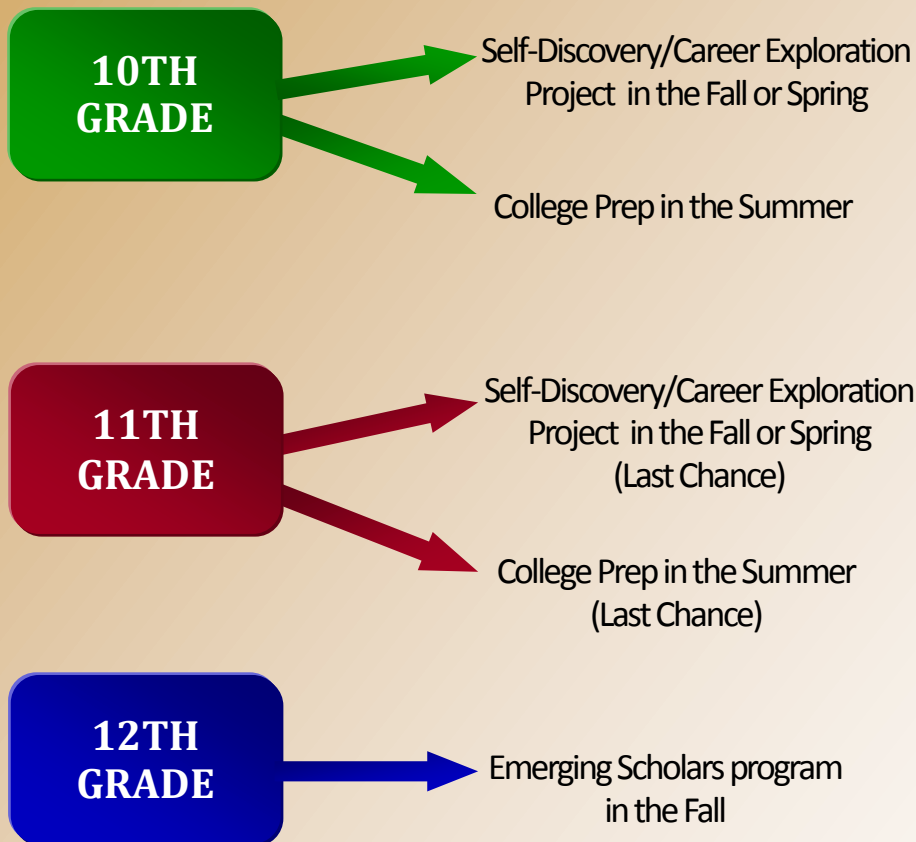 10TH
GRADE
Self-Discovery/Career Exploration
Project in the Fall or Spring
College Prep in the Summer
11TH
GRADE
Self-Discovery/Career Exploration
Project in the Fall or Spring
(Last Chance)
College Prep in the Summer
(Last Chance)
12TH
GRADE
Emerging Scholars program
in the Fall